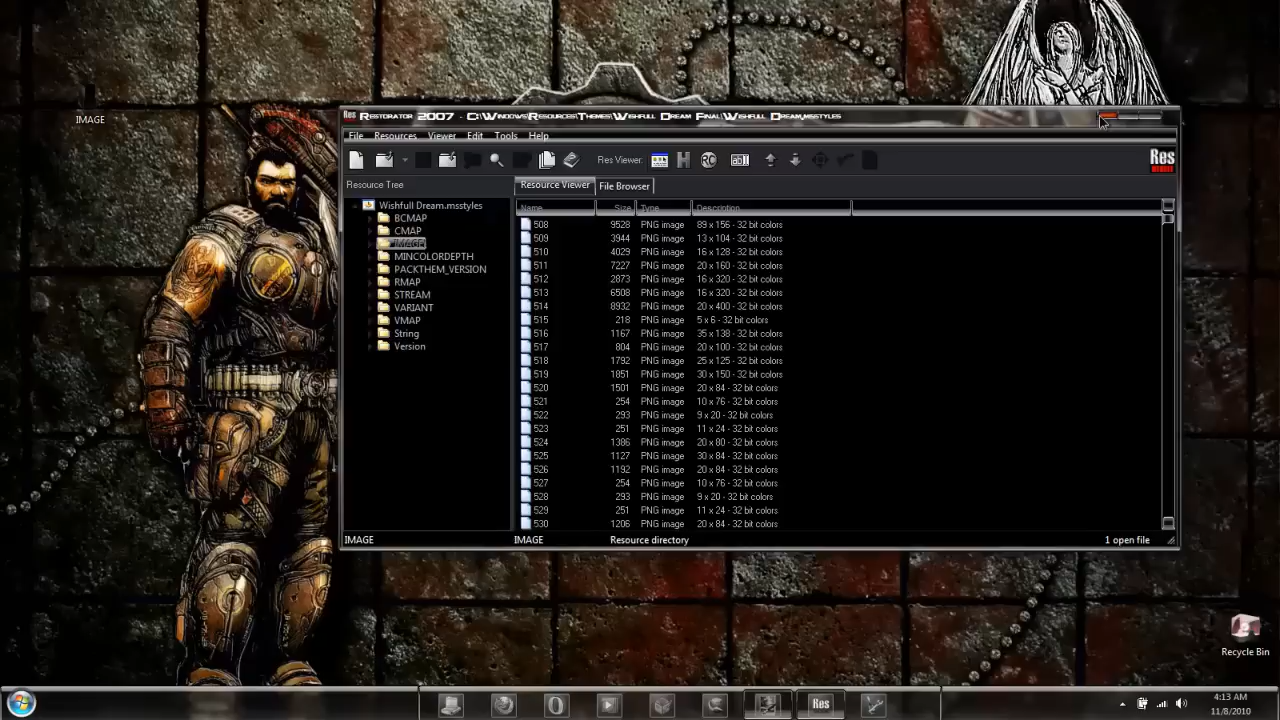 IMAGE
Res Restorator 2007 - C:\Windows\Resources\Themes\Wishfull Dream Final\Wishfull Dream.msstyles
File Resources Viewer Edit Tools Help
Res Viewer: H RC ab
Res
Resource Tree
Resource Viewer File Browser
Wishfull Dream.msstyles
BCMAP
CMAP
IMAGE
MINCOLORDEPTH
PACKTHEM_VERSION
RMAP
STREAM
VARIANT
VMAP
String
Version
Name Size Type Description
508 9528 PNG image 89 x 156 - 32 bit colors
509 3944 PNG image 13 x 104 - 32 bit colors
510 4029 PNG image 16 x 128 - 32 bit colors
511 7227 PNG image 20 x 160 - 32 bit colors
512 2873 PNG image 16 x 320 - 32 bit colors
513 6508 PNG image 16 x 320 - 32 bit colors
514 8932 PNG image 20 x 400 - 32 bit colors
515 218 PNG image 5 x 6 - 32 bit colors
516 1167 PNG image 35 x 138 - 32 bit colors
517 804 PNG image 20 x 100 - 32 bit colors
518 1792 PNG image 25 x 125 - 32 bit colors
519 1851 PNG image 30 x 150 - 32 bit colors
520 1501 PNG image 20 x 84 - 32 bit colors
521 254 PNG image 10 x 76 - 32 bit colors
522 293 PNG image 9 x 20 - 32 bit colors
523 251 PNG image 11 x 24 - 32 bit colors
524 1386 PNG image 20 x 80 - 32 bit colors
525 1127 PNG image 30 x 84 - 32 bit colors
526 1192 PNG image 20 x 84 - 32 bit colors
527 254 PNG image 10 x 76 - 32 bit colors
528 293 PNG image 9 x 20 - 32 bit colors
529 251 PNG image 11 x 24 - 32 bit colors
530 1206 PNG image 20 x 84 - 32 bit colors
IMAGE IMAGE Resource directory 1 open file
Recycle Bin
Res
4:13 AM
11/8/2010